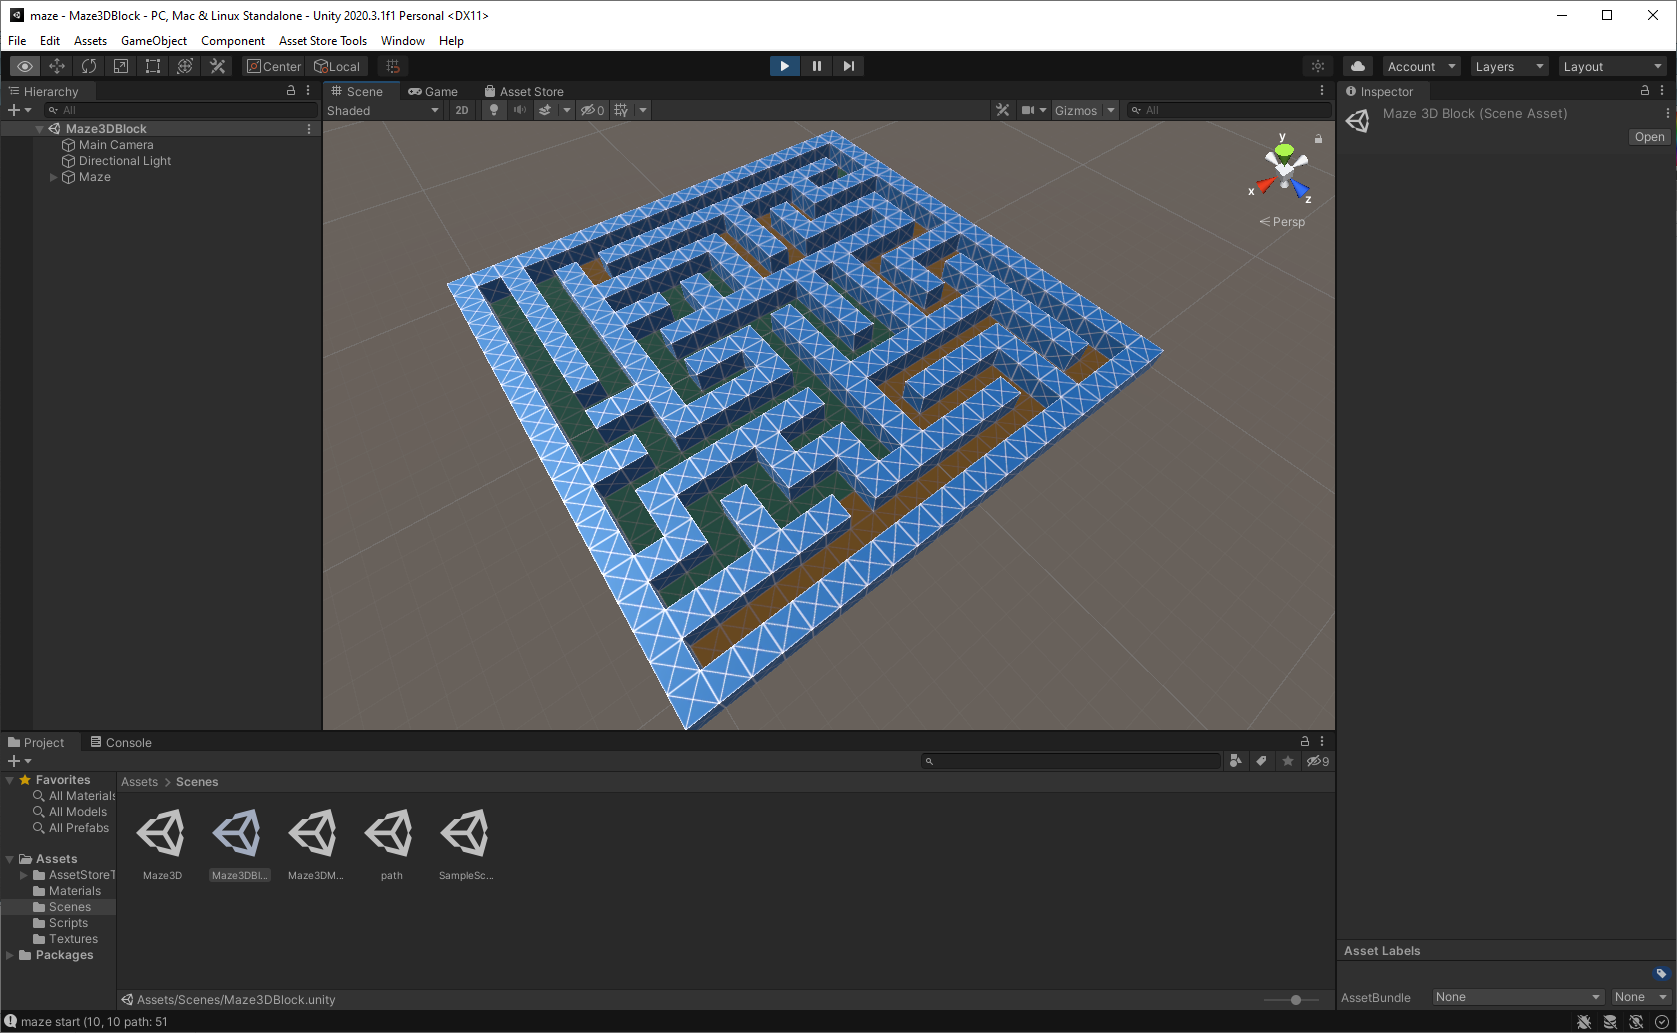 maze - Maze3DBlock - PC, Mac & Linux Standalone - Unity 2020.3.1f1 Personal <DX11>
File Edit Assets GameObject Component Asset Store Tools Window Help
Center Local Account Layers Layout
Hierarchy
All
Maze3DBlock
Main Camera
Directional Light
Maze
Scene Game Asset Store
Shaded 2D 0 Gizmos All
y
x
z
Persp
Inspector
Maze 3D Block (Scene Asset)
Open
Project Console
9
Favorites
All Materials
All Models
All Prefabs
Assets
AssetStoreT
Materials
Scenes
Scripts
Textures
Packages
Assets > Scenes
Maze3D Maze3DBl... Maze3DM... path SampleSc...
Assets/Scenes/Maze3DBlock.unity
Asset Labels
AssetBundle None None
maze start (10, 10 path: 51